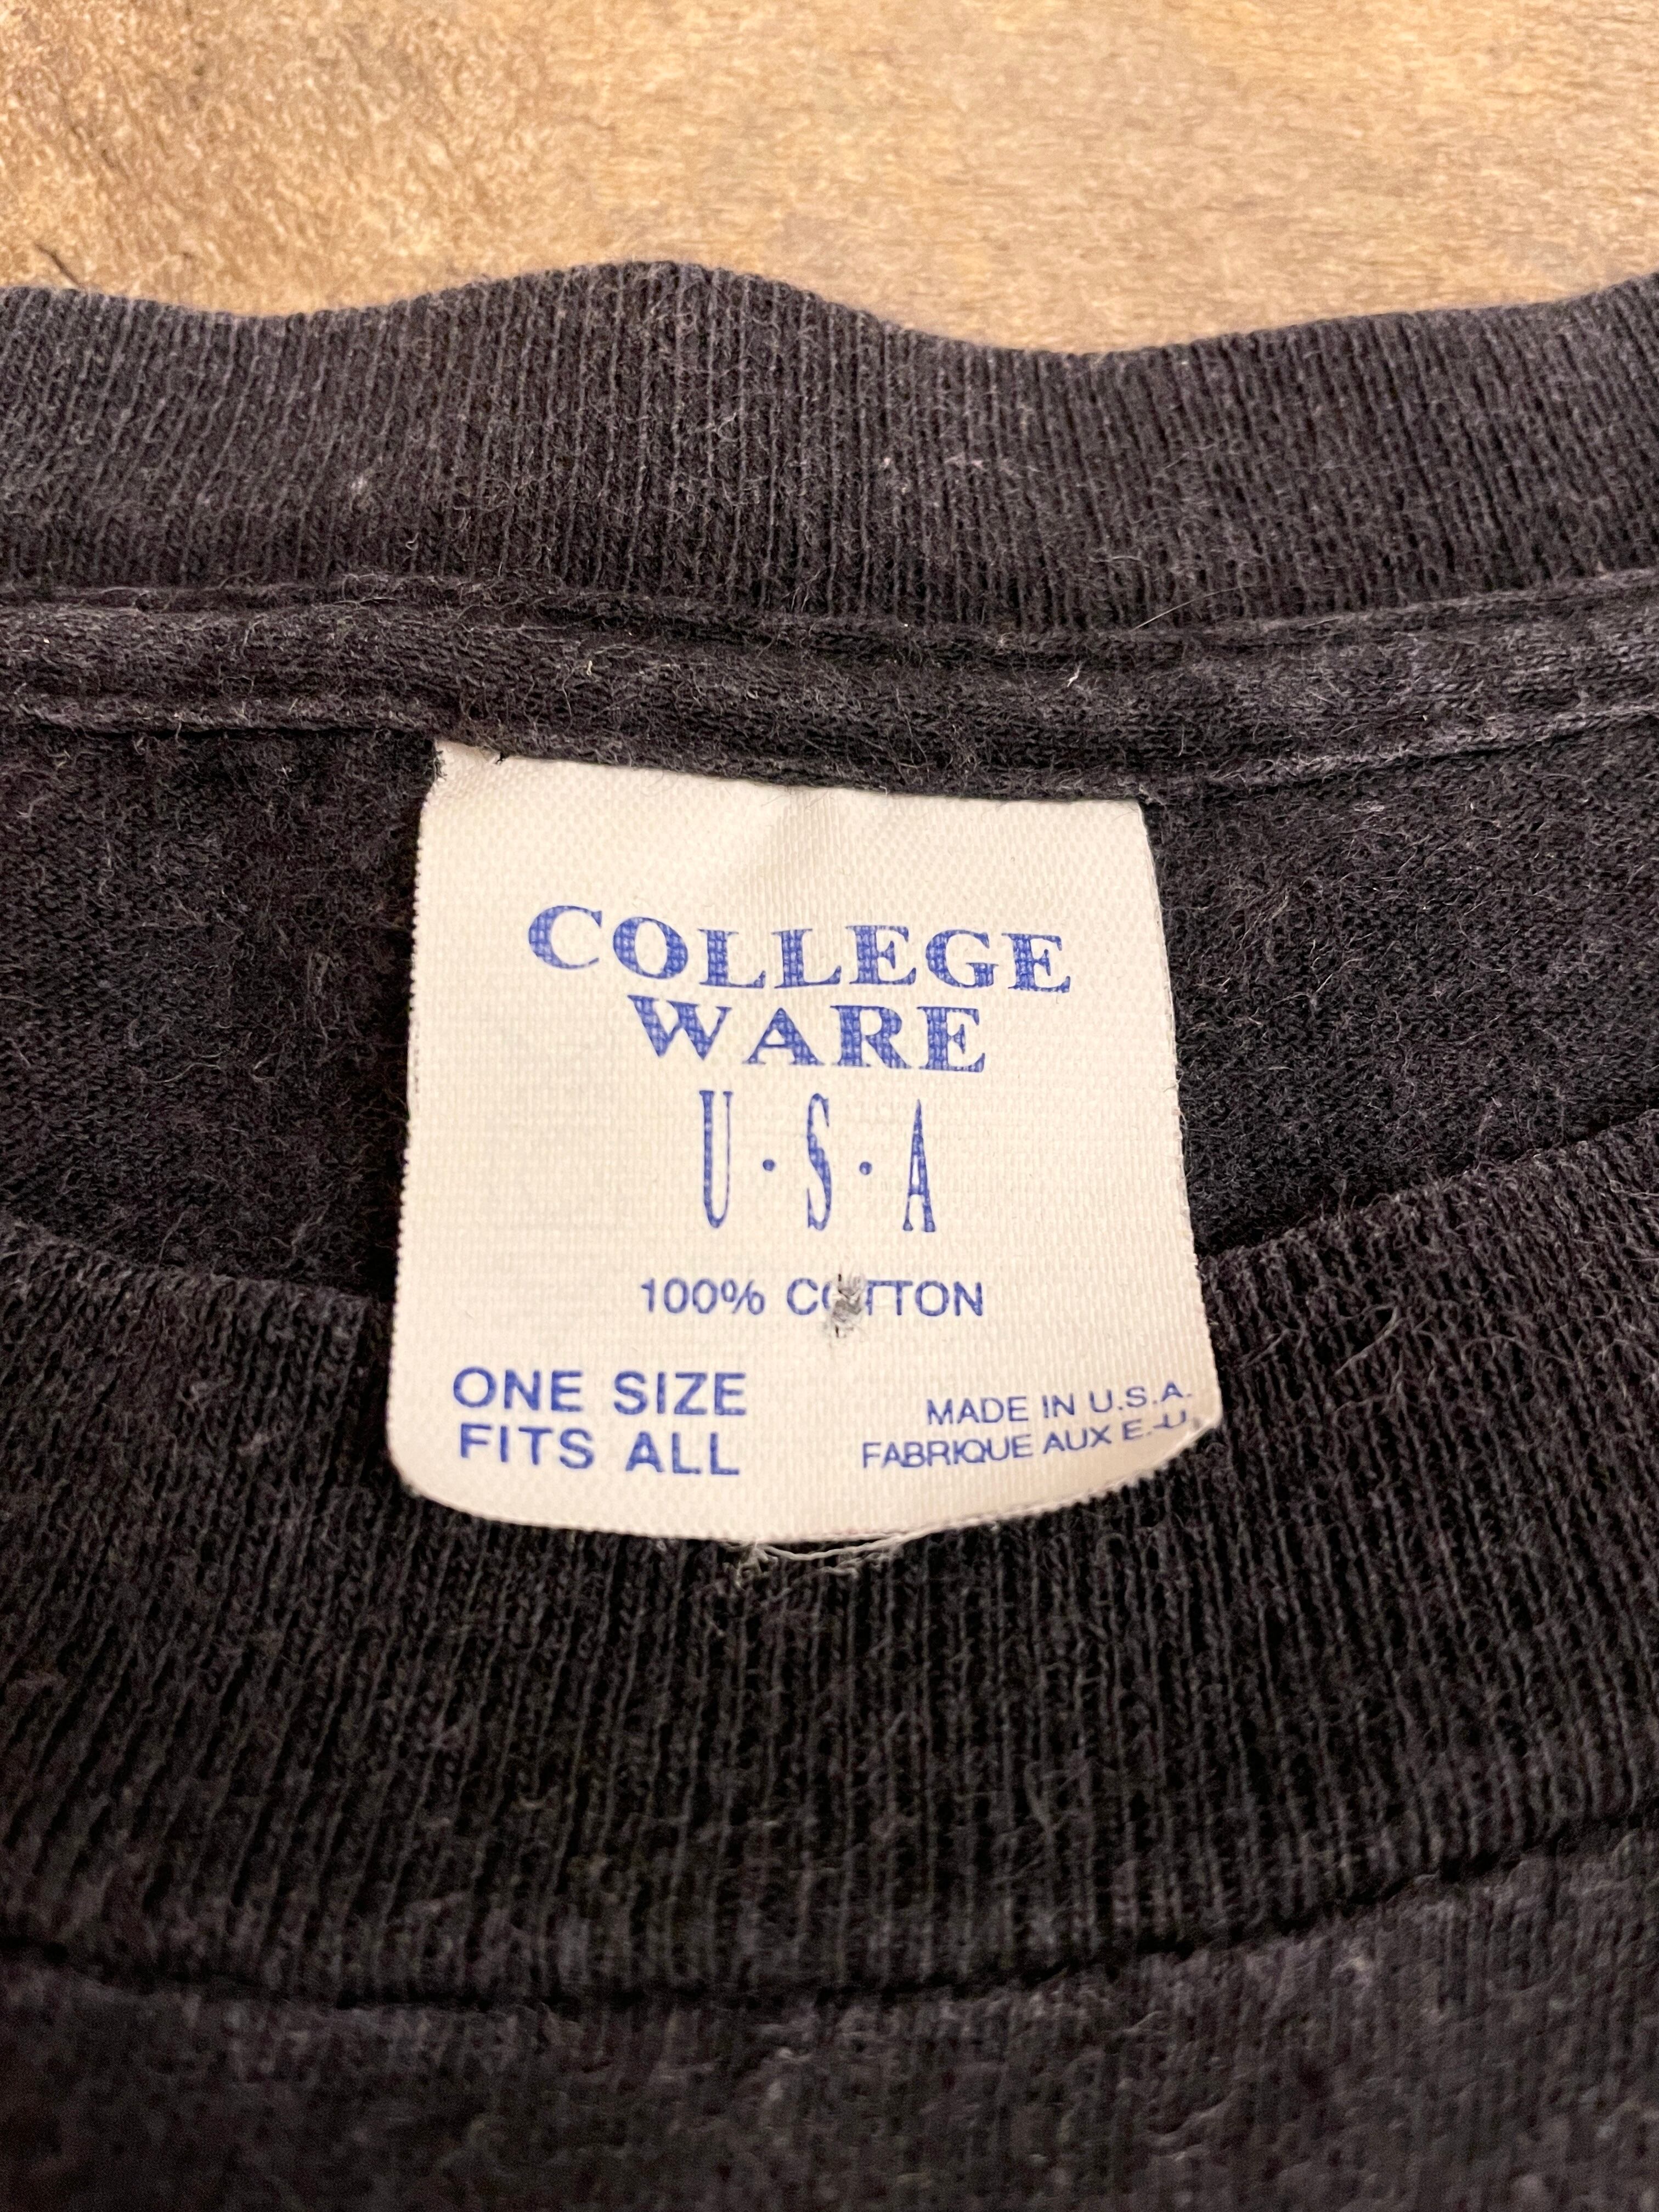 COLLEGE
WARE
U·S·A
100% COTTON
ONE SIZE
FITS ALL
MADE IN U.S.A.
FABRIQUE AUX E.-U.